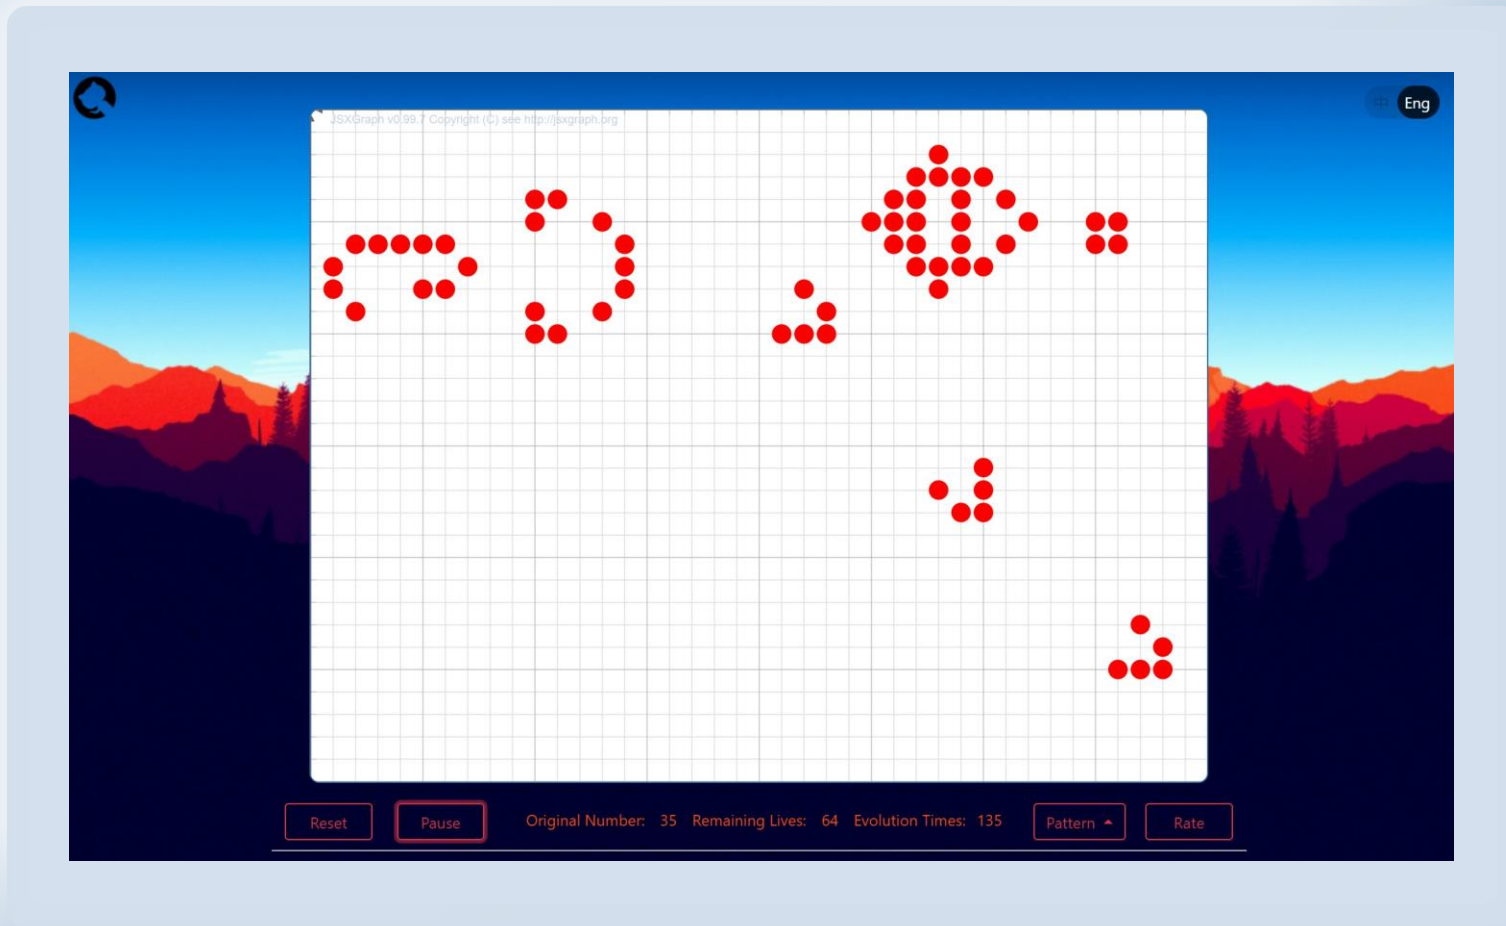 中 Eng
JSXGraph v0.99.7 Copyright (C) see http://jsxgraph.org
Reset Pause Original Number: 35 Remaining Lives: 64 Evolution Times: 135 Pattern Rate